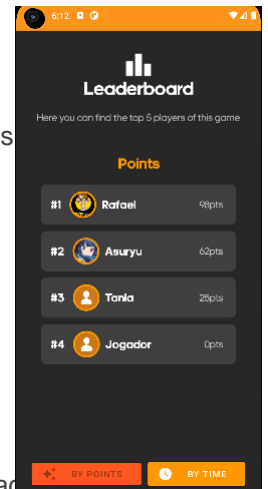 6:12
Leaderboard
Here you can find the top 5 players of this game
s
Points
#1 Rafael 98pts
#2 Asuryu 62pts
#3 Tania 25pts
#4 Jogador 0pts
BY POINTS BY TIME